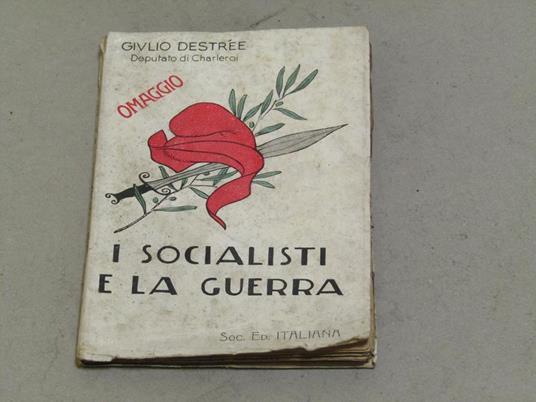 GIVLIO DESTRÉE
Deputato di Charleroi
OMAGGIO
I SOCIALISTI
E LA GUERRA
Soc. Ed. ITALIANA